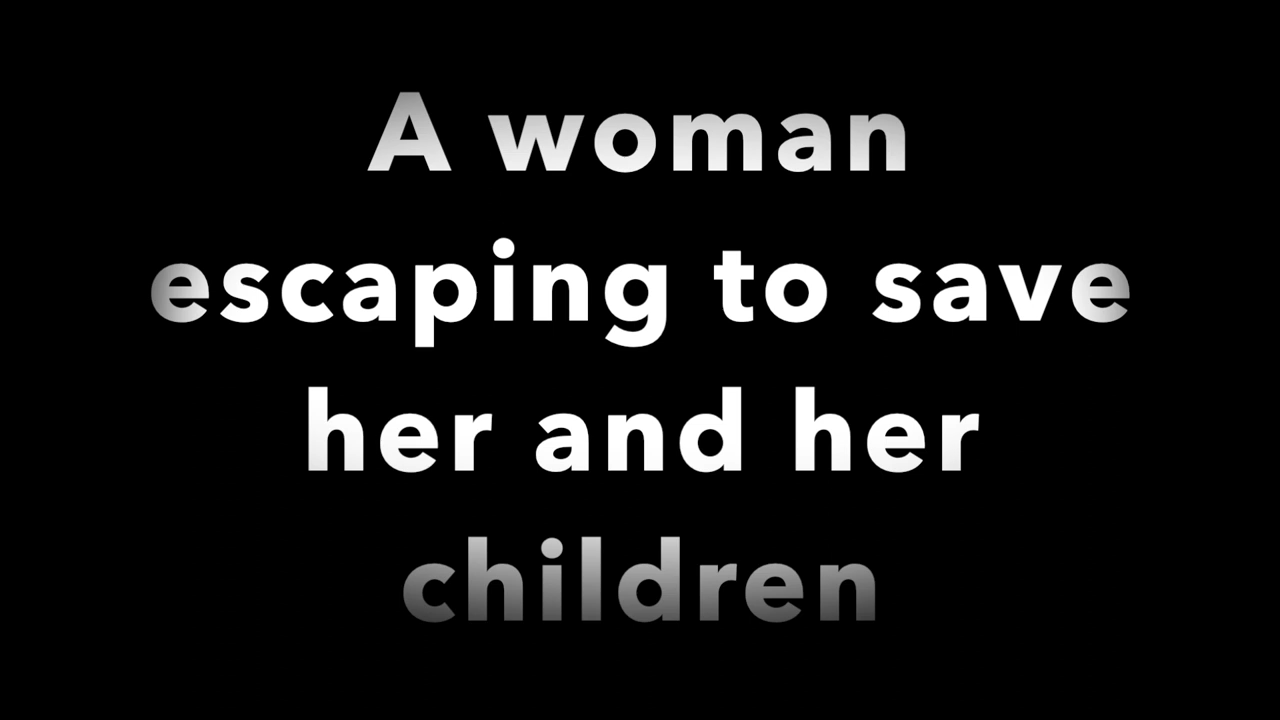 A woman
escaping to save
her and her
children